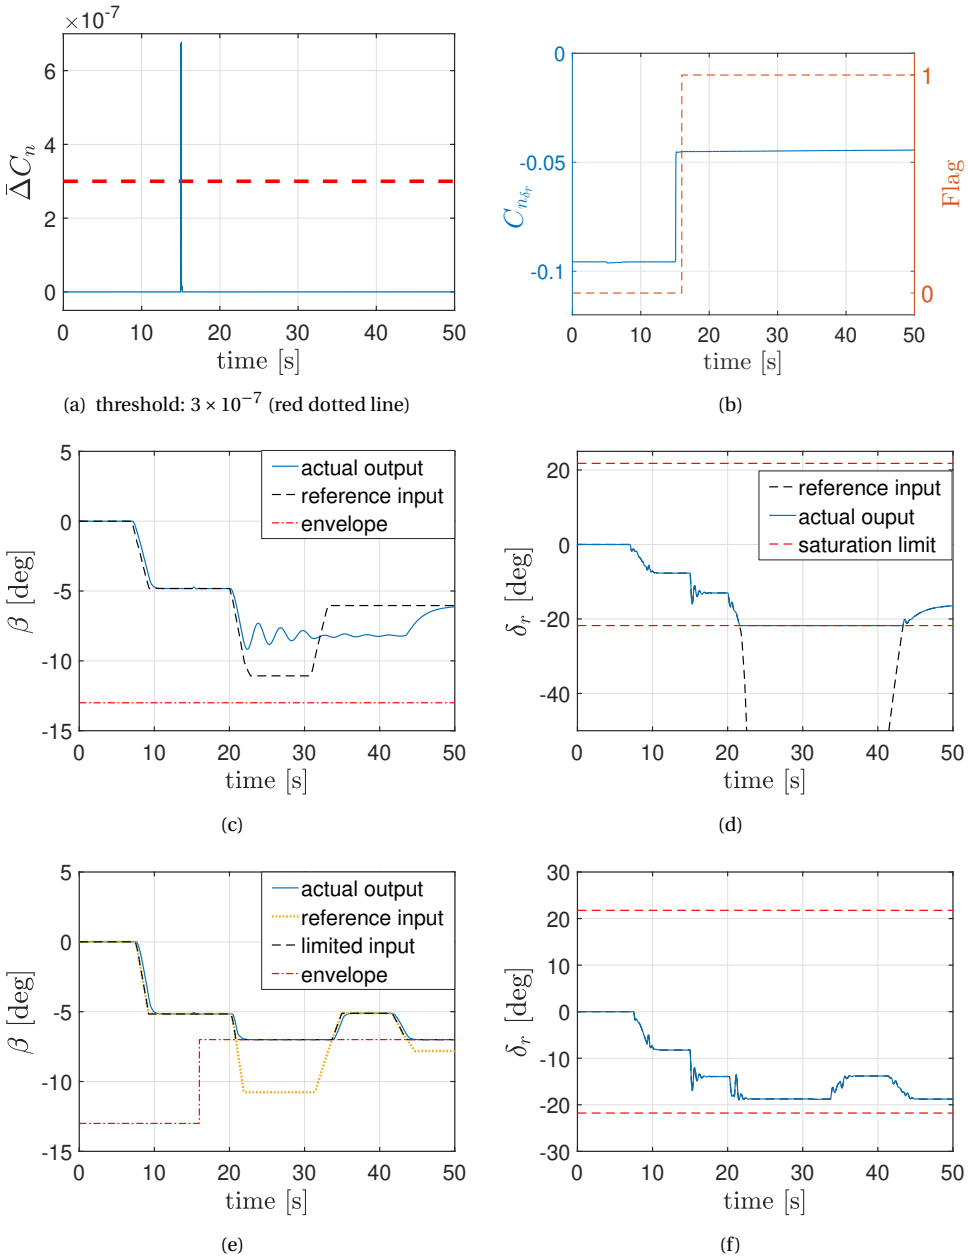 ×10⁻⁷
6
4
2
0
Δ̄Cₙ
0 10 20 30 40 50
time [s]
(a) threshold: 3 × 10⁻⁷ (red dotted line)
0
-0.05
-0.1
C_{n_{δ_r}}
1
0
Flag
0 10 20 30 40 50
time [s]
(b)
5
0
-5
-10
-15
β [deg]
actual output
reference input
envelope
0 10 20 30 40 50
time [s]
(c)
20
0
-20
-40
δ_r [deg]
reference input
actual ouput
saturation limit
0 10 20 30 40 50
time [s]
(d)
5
0
-5
-10
-15
β [deg]
actual output
reference input
limited input
envelope
0 10 20 30 40 50
time [s]
(e)
30
20
10
0
-10
-20
-30
δ_r [deg]
0 10 20 30 40 50
time [s]
(f)